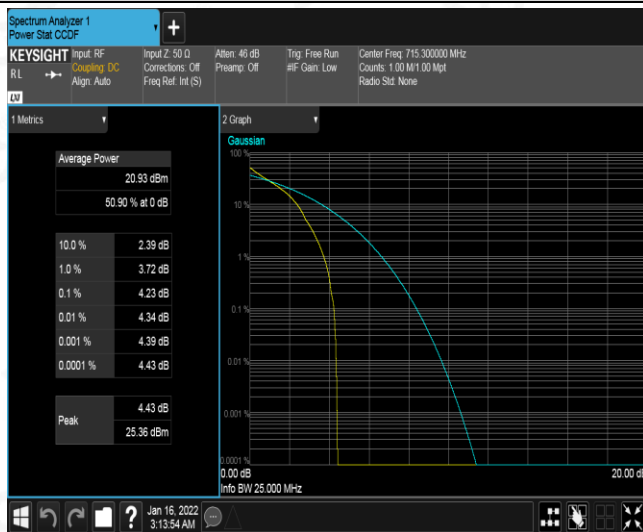 Spectrum Analyzer 1
Power Stat CCDF
KEYSIGHT
RL
LXI
Input: RF
Coupling: DC
Align: Auto
Input Z: 50 Ω
Corrections: Off
Freq Ref: Int (S)
Atten: 46 dB
Preamp: Off
Trig: Free Run
#IF Gain: Low
Center Freq: 715.300000 MHz
Counts: 1.00 M/1.00 Mpt
Radio Std: None
1 Metrics
Average Power
20.93 dBm
50.90 % at 0 dB
10.0 % 2.39 dB
1.0 % 3.72 dB
0.1 % 4.23 dB
0.01 % 4.34 dB
0.001 % 4.39 dB
0.0001 % 4.43 dB
Peak
4.43 dB
25.36 dBm
2 Graph
Gaussian
100 %
10 %
1 %
0.1 %
0.01 %
0.001 %
0.0001 %
0.00 dB
20.00 dB
Info BW 25.000 MHz
?
Jan 16, 2022
3:13:54 AM